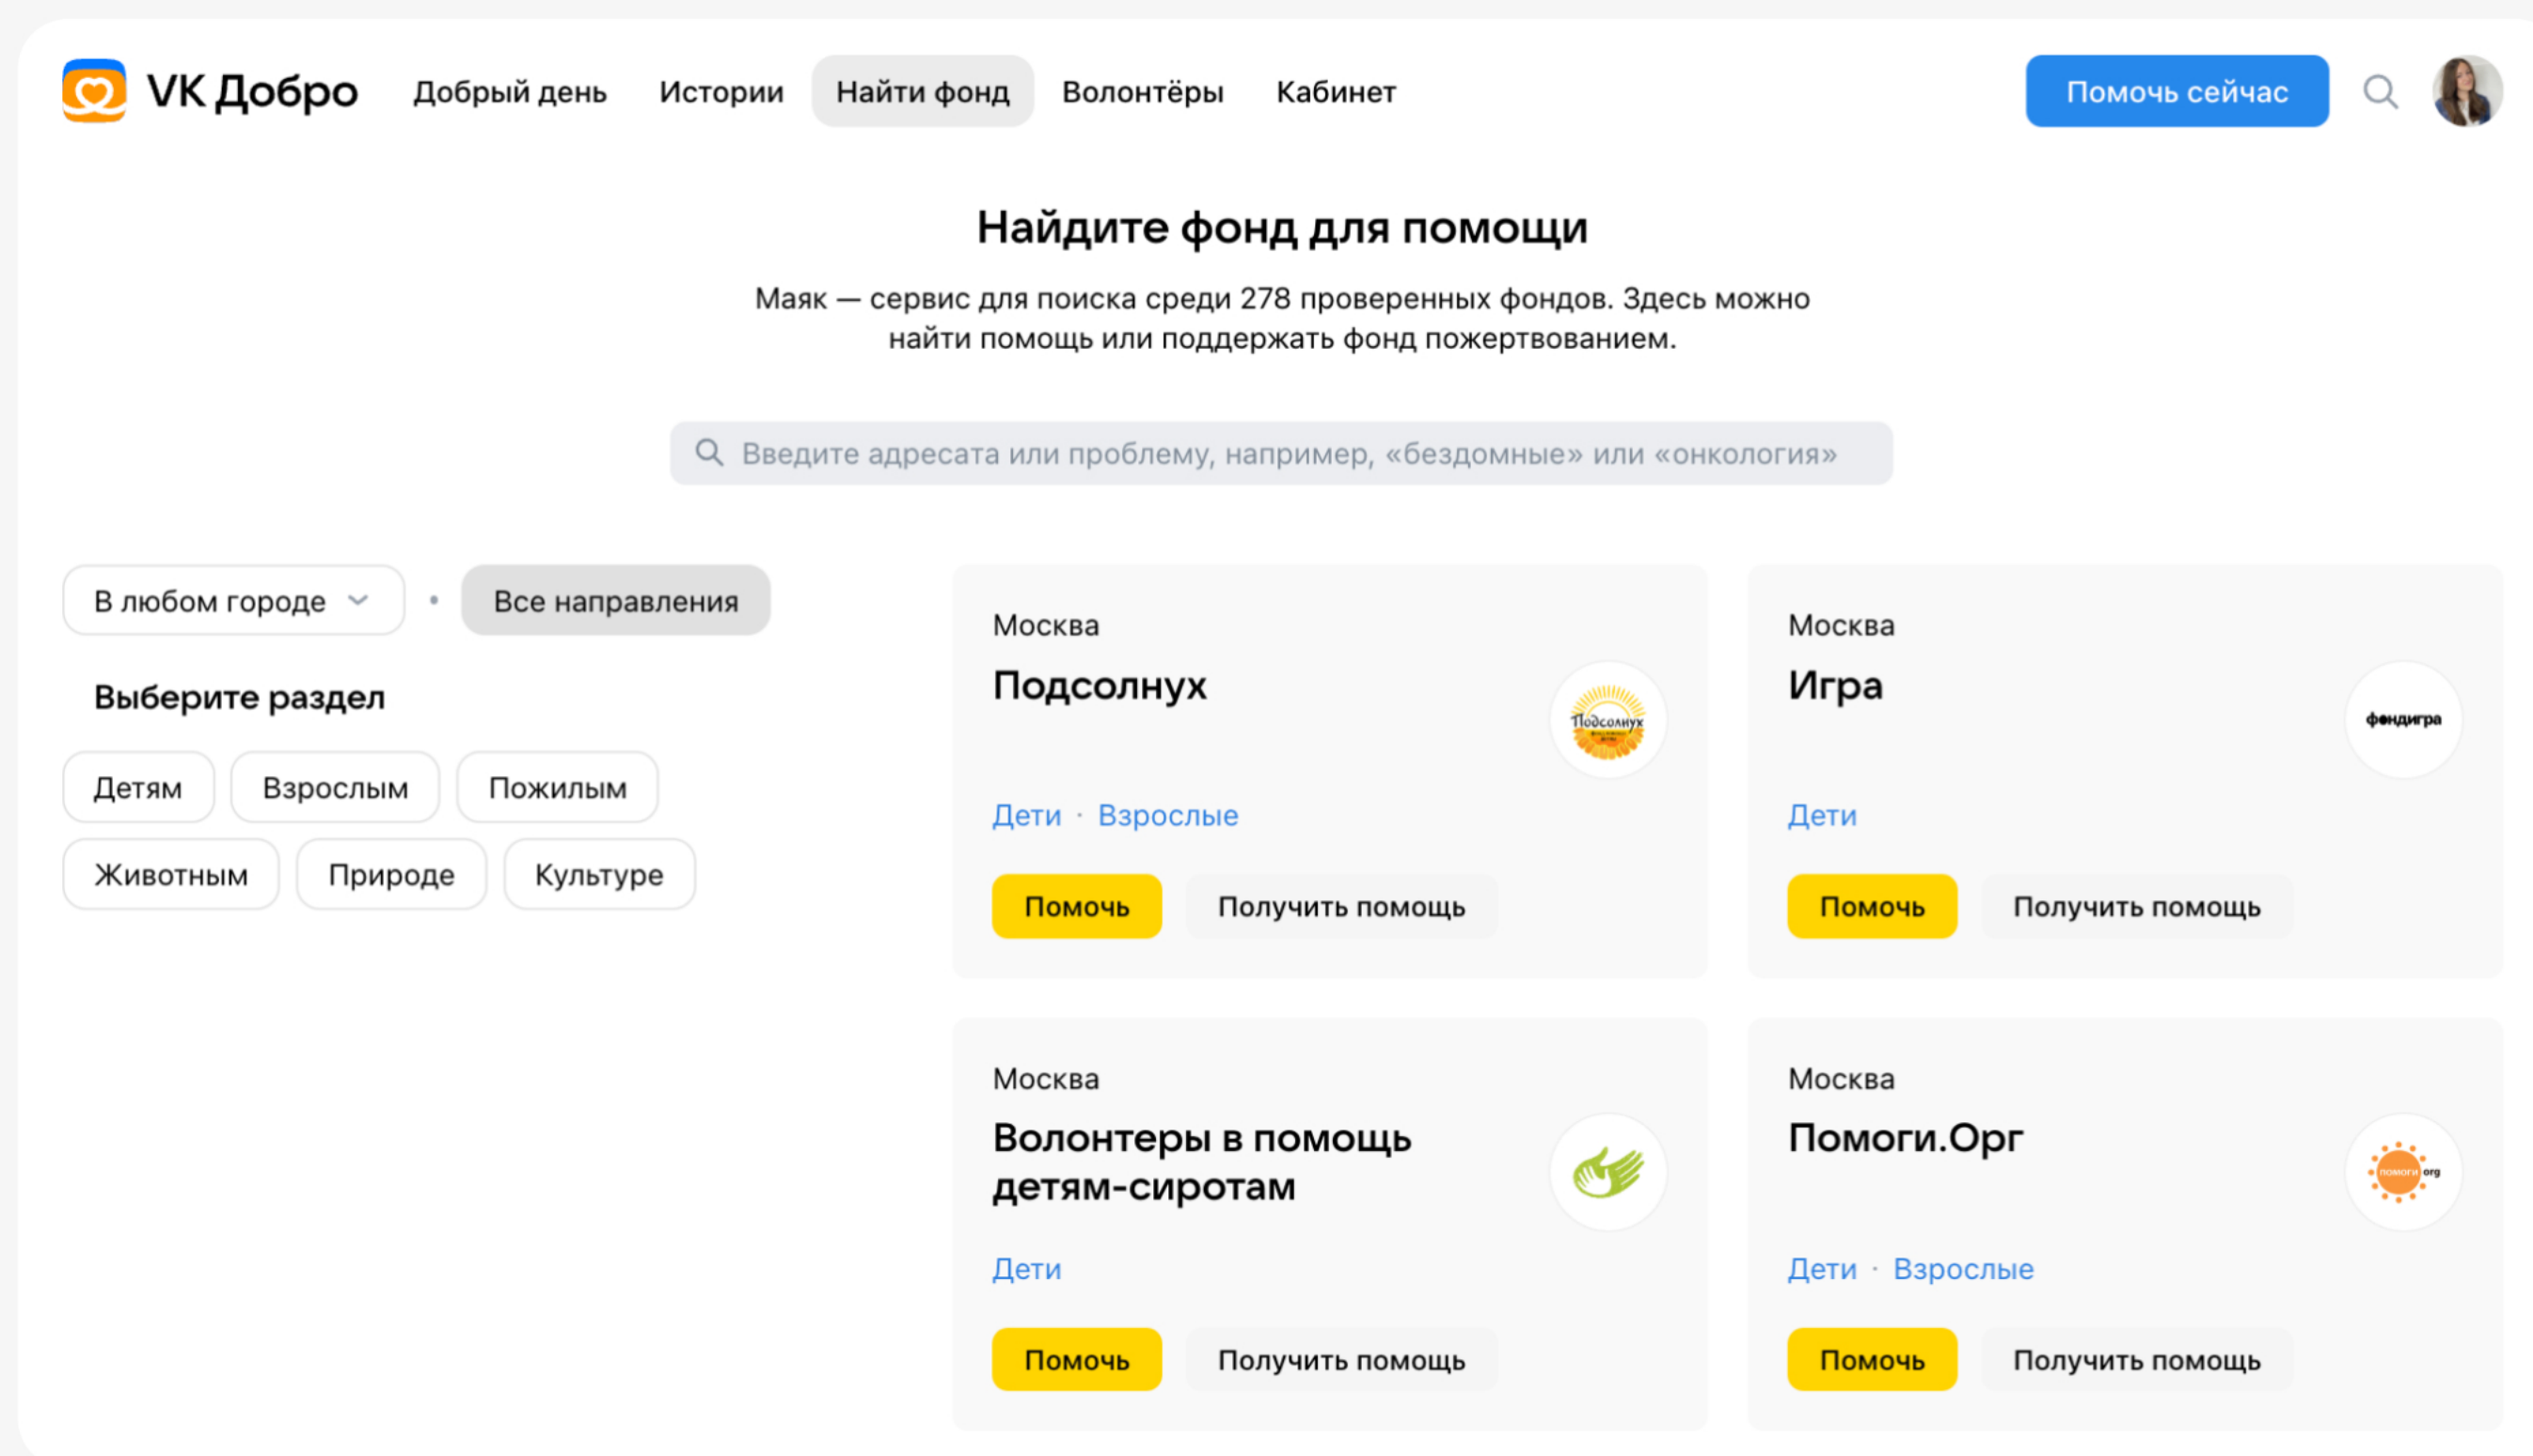 VK Добро
Добрый день
Истории
Найти фонд
Волонтёры
Кабинет
Помочь сейчас
Найдите фонд для помощи
Маяк — сервис для поиска среди 278 проверенных фондов. Здесь можно
найти помощь или поддержать фонд пожертвованием.
Введите адресата или проблему, например, «бездомные» или «онкология»
В любом городе
Все направления
Выберите раздел
Детям
Взрослым
Пожилым
Животным
Природе
Культуре
Москва
Подсолнух
Подсолнух
Дети · Взрослые
Помочь
Получить помощь
Москва
Игра
фондигра
Дети
Помочь
Получить помощь
Москва
Волонтеры в помощь
детям-сиротам
Дети
Помочь
Получить помощь
Москва
Помоги.Орг
помоги org
Дети · Взрослые
Помочь
Получить помощь